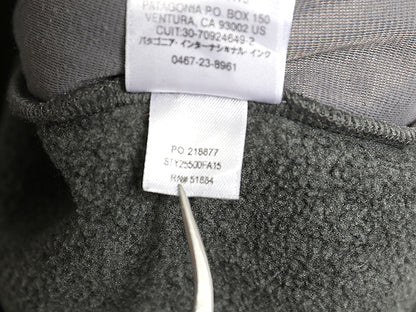 PATAGONIA PO BOX 150
VENTURA, CA 93002 US
CUIT:30-70924649-2
パタゴニア・インターナショナル・インク
0467-23-8961
PO 218877
STY25500FA15
RN# 51884